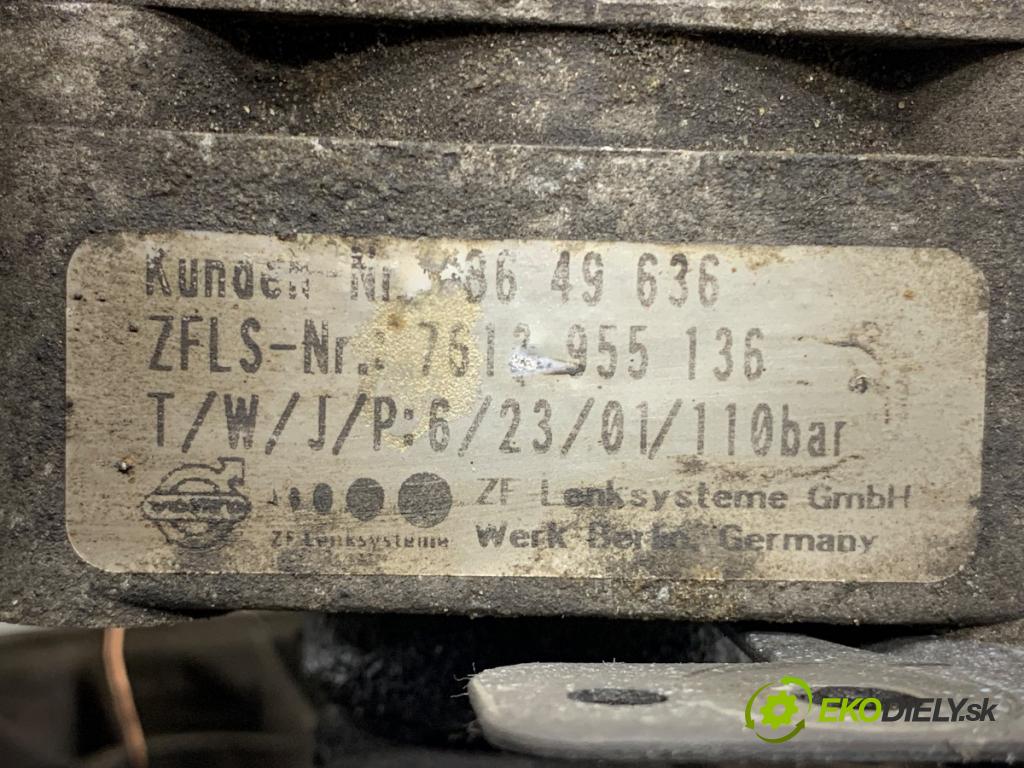 Kunden-Nr. 86 49 636
ZFLS-Nr.: 7613 955 136
T/W/J/P:6/23/01/110bar
VOLVO
ZF Lenksysteme GmbH
ZF Lenksysteme
Werk Berlin, Germany
EKODIELY.sk